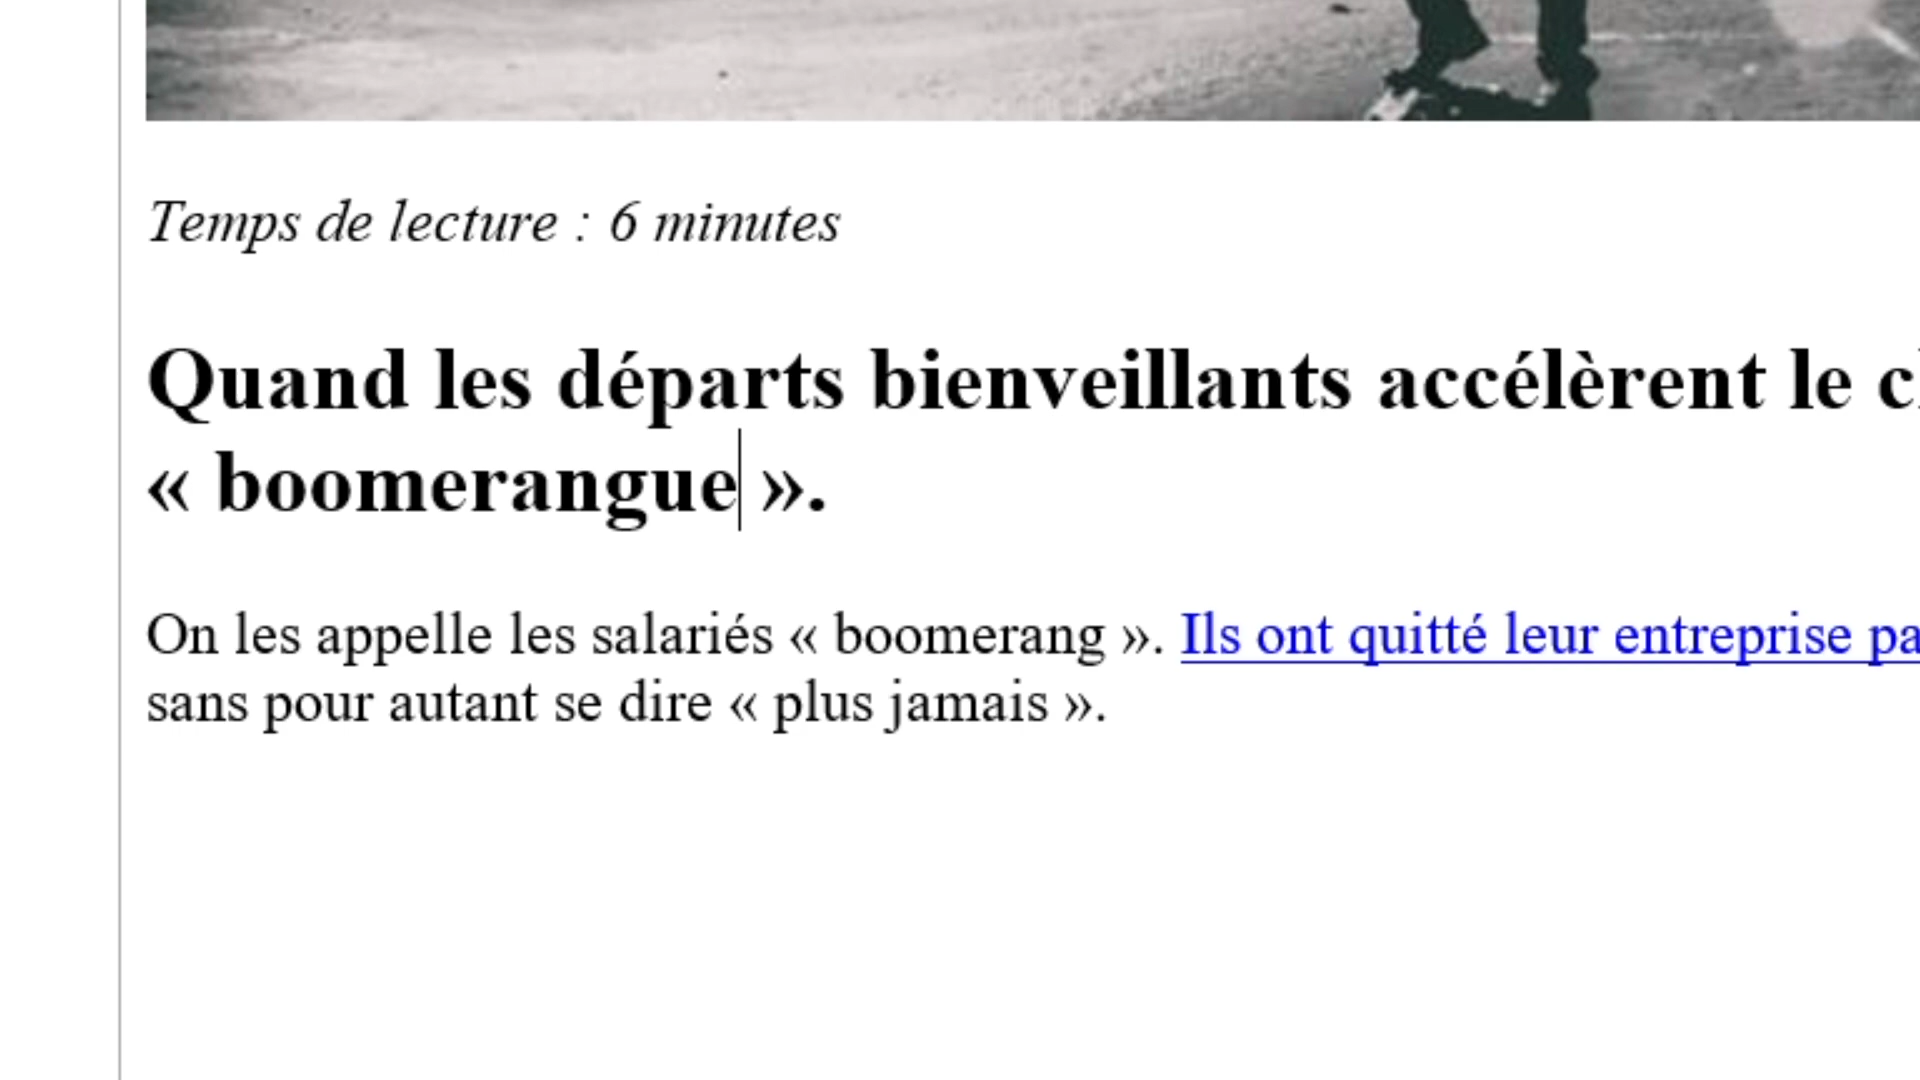 Temps de lecture : 6 minutes
Quand les départs bienveillants accélèrent le
« boomerangue ».
On les appelle les salariés « boomerang ». Ils ont quitté leur entreprise
sans pour autant se dire « plus jamais ».